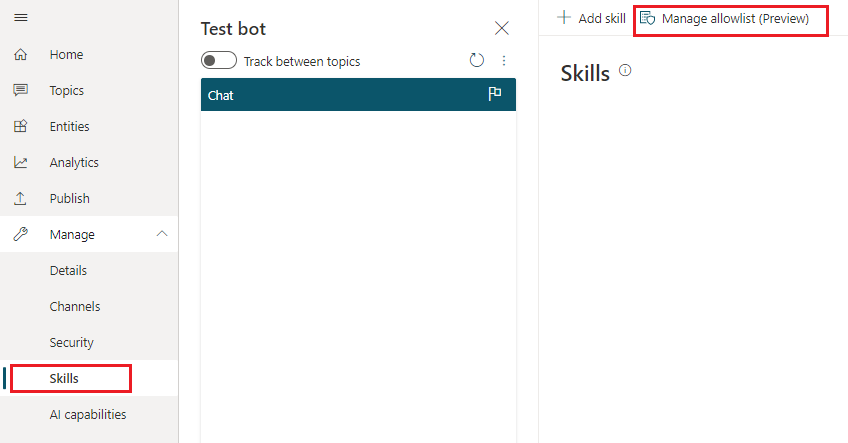 Home
Topics
Entities
Analytics
Publish
Manage
Details
Channels
Security
Skills
AI capabilities
Test bot
Track between topics
Chat
Add skill
Manage allowlist (Preview)
Skills